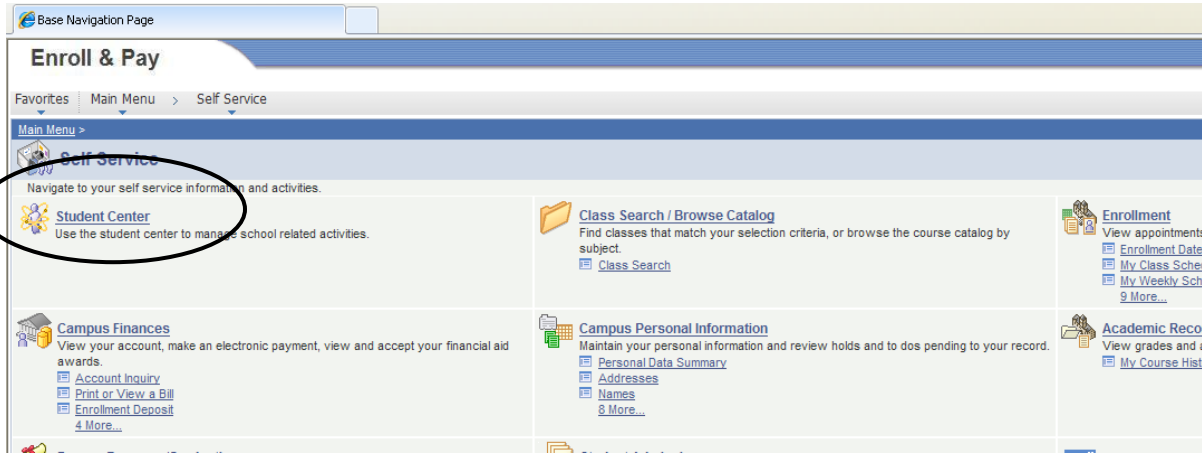 Base Navigation Page
Enroll & Pay
Favorites Main Menu > Self Service
Main Menu >
Self Service
Navigate to your self service information and activities.
Student Center
Use the student center to manage school related activities.
Class Search / Browse Catalog
Find classes that match your selection criteria, or browse the course catalog by
subject.
Class Search
Enrollment
View appointments
Enrollment Date
My Class Sche
My Weekly Sch
9 More...
Campus Finances
View your account, make an electronic payment, view and accept your financial aid
awards.
Account Inquiry
Print or View a Bill
Enrollment Deposit
4 More...
Campus Personal Information
Maintain your personal information and review holds and to dos pending to your record.
Personal Data Summary
Addresses
Names
8 More...
Academic Reco
View grades and a
My Course Hist